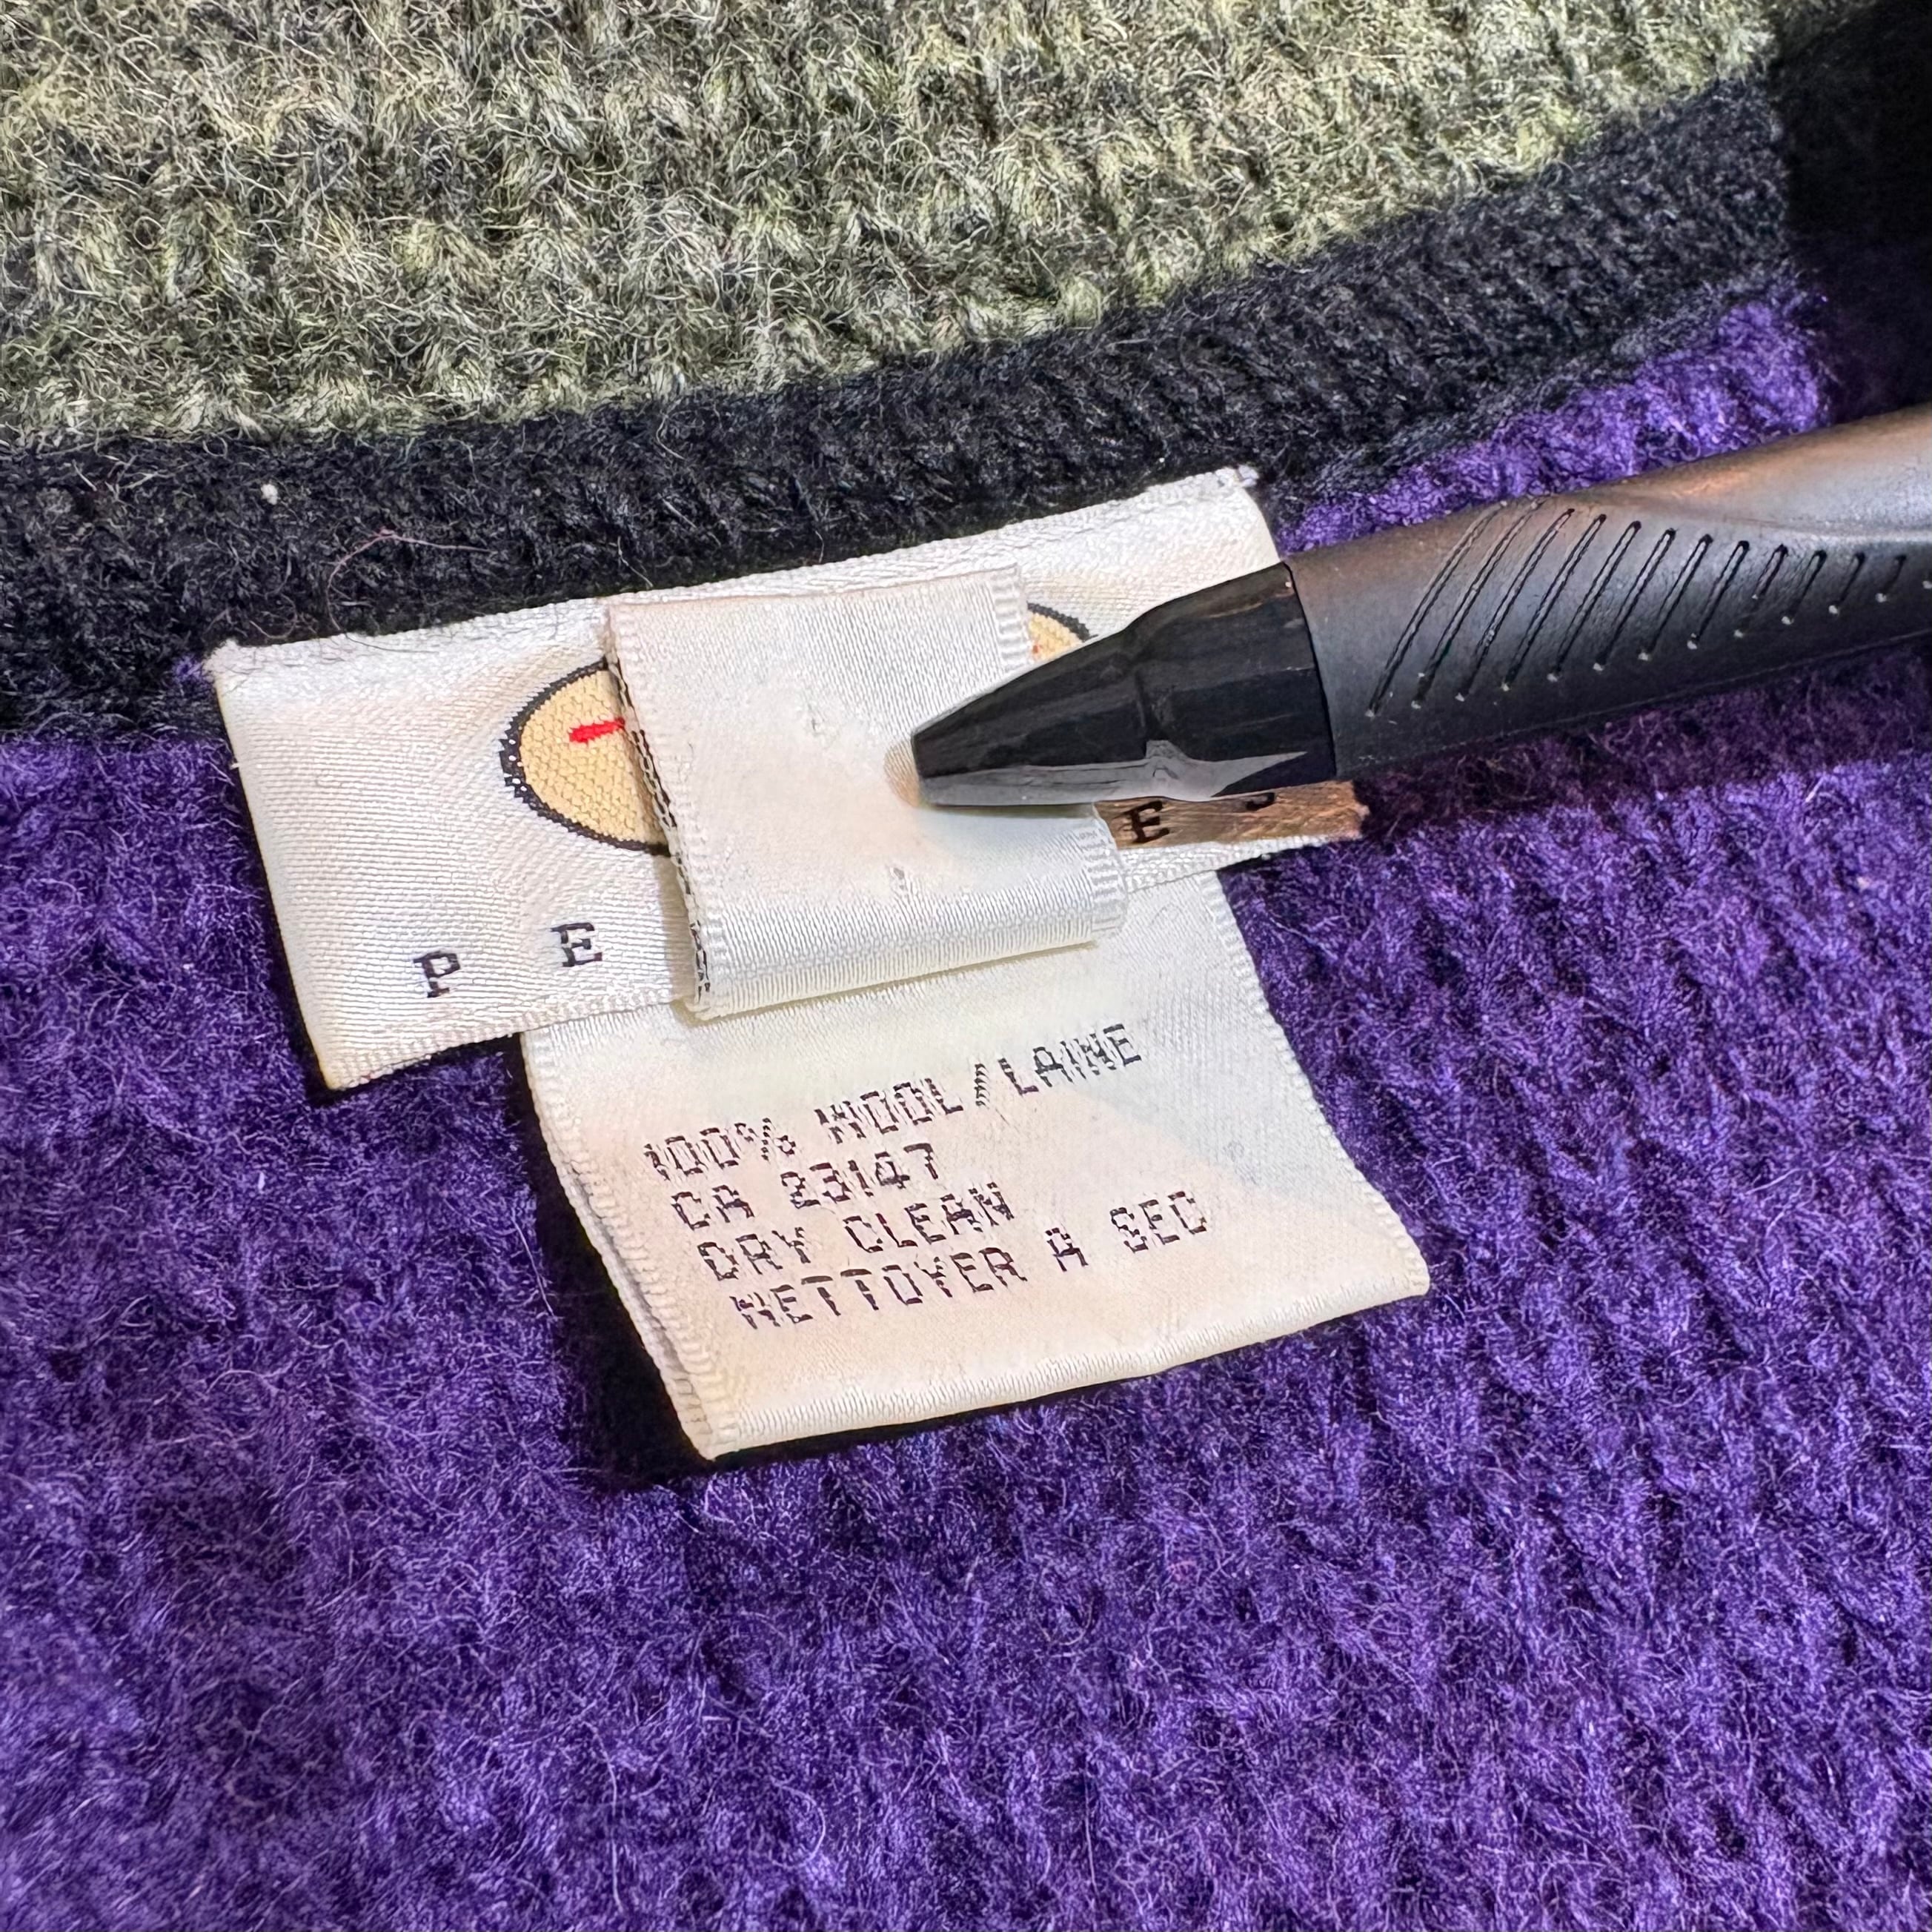 P E E S
100% WOOL/LAINE
CA 23147
DRY CLEAN
NETTOYER A SEC